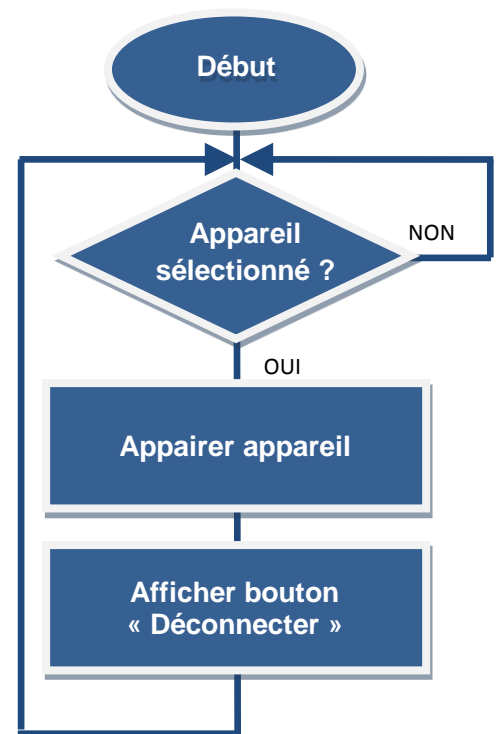 Début
Appareil
sélectionné ?
NON
OUI
Appairer appareil
Afficher bouton
« Déconnecter »